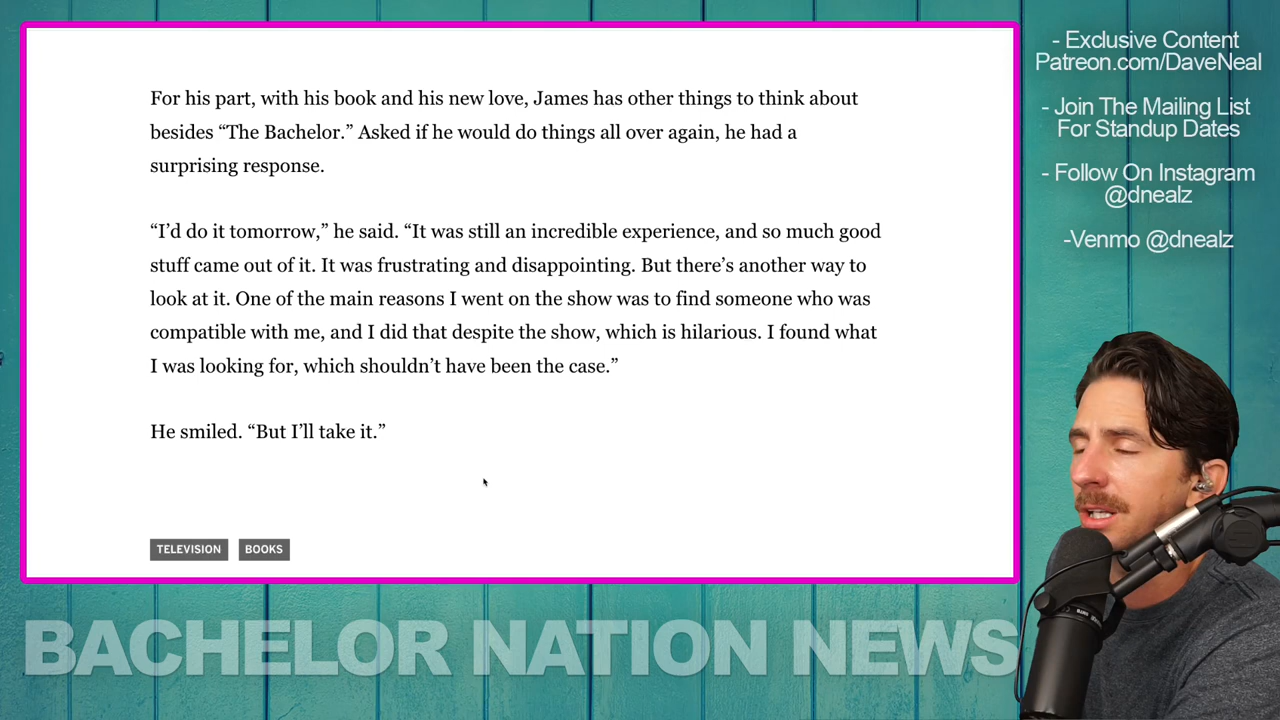 For his part, with his book and his new love, James has other things to think about
besides “The Bachelor.” Asked if he would do things all over again, he had a
surprising response.
“I’d do it tomorrow,” he said. “It was still an incredible experience, and so much good
stuff came out of it. It was frustrating and disappointing. But there’s another way to
look at it. One of the main reasons I went on the show was to find someone who was
compatible with me, and I did that despite the show, which is hilarious. I found what
I was looking for, which shouldn’t have been the case.”
He smiled. “But I’ll take it.”
TELEVISION BOOKS
- Exclusive Content
Patreon.com/DaveNeal
- Join The Mailing List
For Standup Dates
- Follow On Instagram
@dnealz
-Venmo @dnealz
BACHELOR NATION NEWS